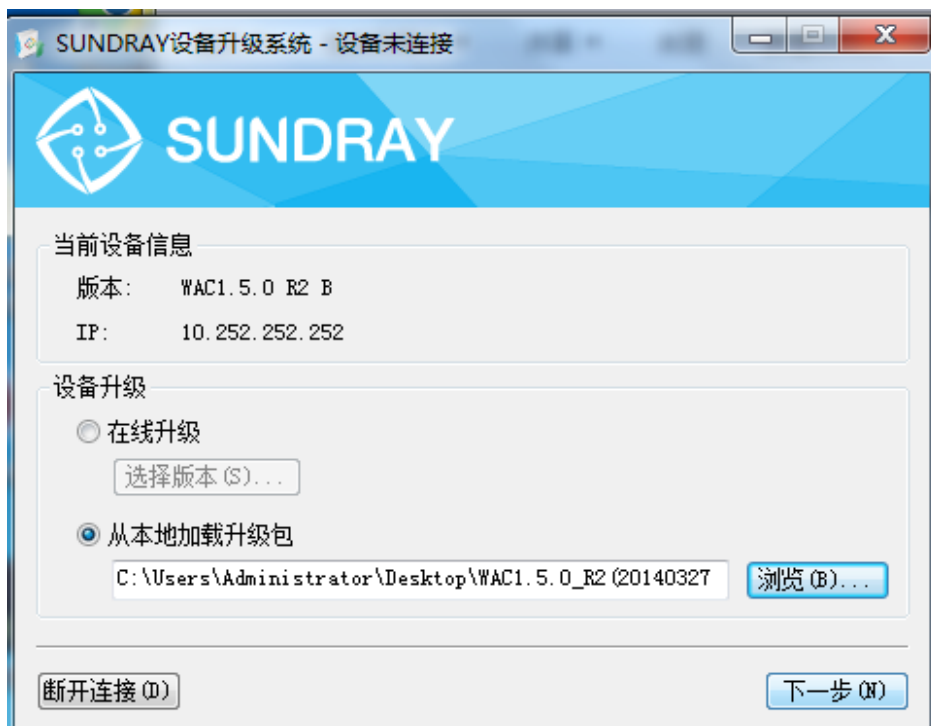 SUNDRAY设备升级系统 - 设备未连接
SUNDRAY
当前设备信息
版本: WAC1.5.0 R2 B
IP: 10.252.252.252
设备升级
在线升级
选择版本(S)...
从本地加载升级包
C:\Users\Administrator\Desktop\WAC1.5.0_R2(20140327
浏览(B)...
断开连接(D)
下一步(N)